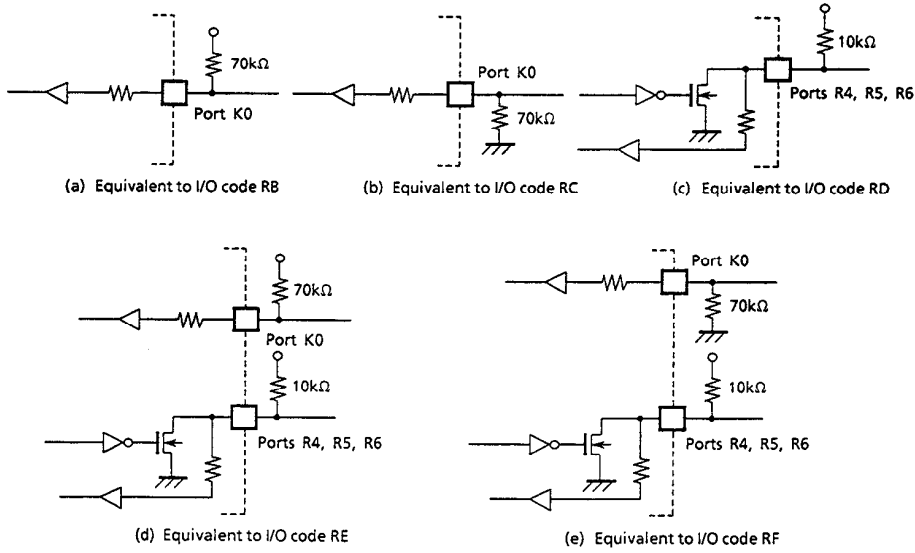 70kΩ
Port K0
(a) Equivalent to I/O code RB
Port K0
70kΩ
(b) Equivalent to I/O code RC
10kΩ
Ports R4, R5, R6
(c) Equivalent to I/O code RD
70kΩ
Port K0
10kΩ
Ports R4, R5, R6
(d) Equivalent to I/O code RE
Port K0
70kΩ
10kΩ
Ports R4, R5, R6
(e) Equivalent to I/O code RF